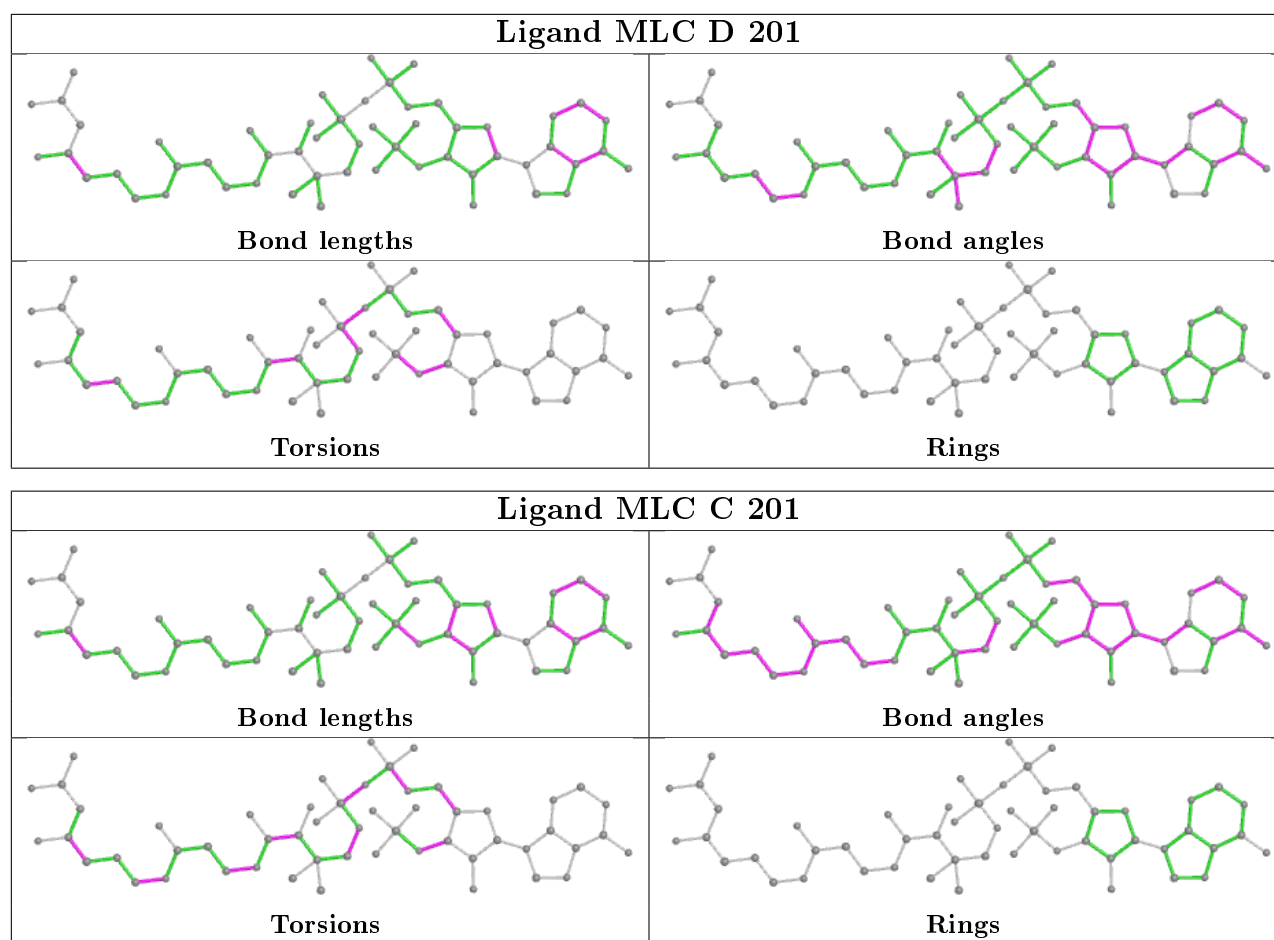 Ligand MLC D 201
Bond lengths
Bond angles
Torsions
Rings
Ligand MLC C 201
Bond lengths
Bond angles
Torsions
Rings